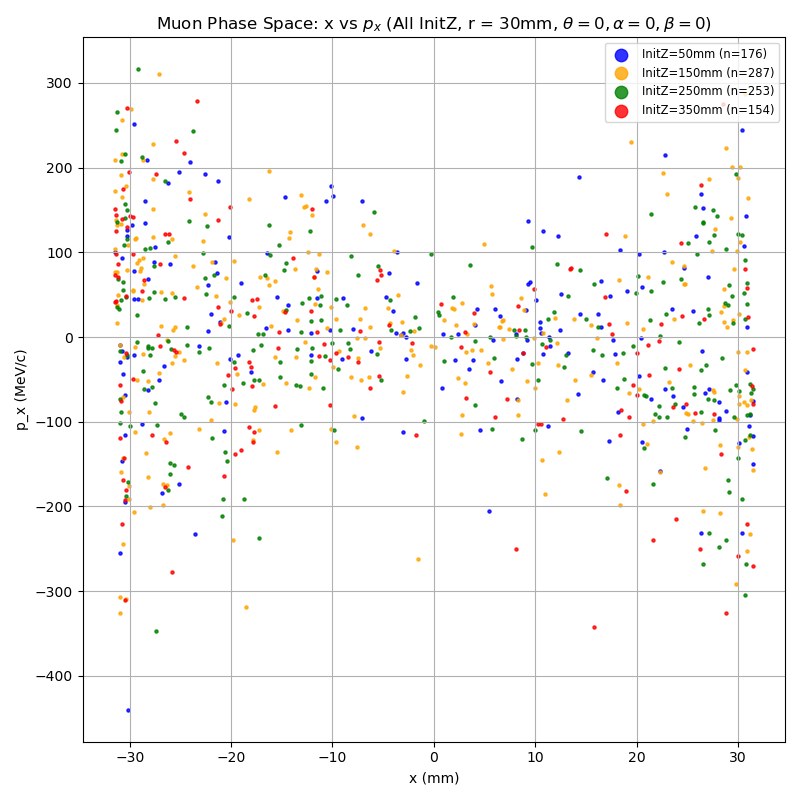 Muon Phase Space: x vs pₓ (All InitZ, r = 30mm, θ = 0, α = 0, β = 0)
InitZ=50mm (n=176)
InitZ=150mm (n=287)
InitZ=250mm (n=253)
InitZ=350mm (n=154)
300
200
100
0
−100
−200
−300
−400
p_x (MeV/c)
−30 −20 −10 0 10 20 30
x (mm)